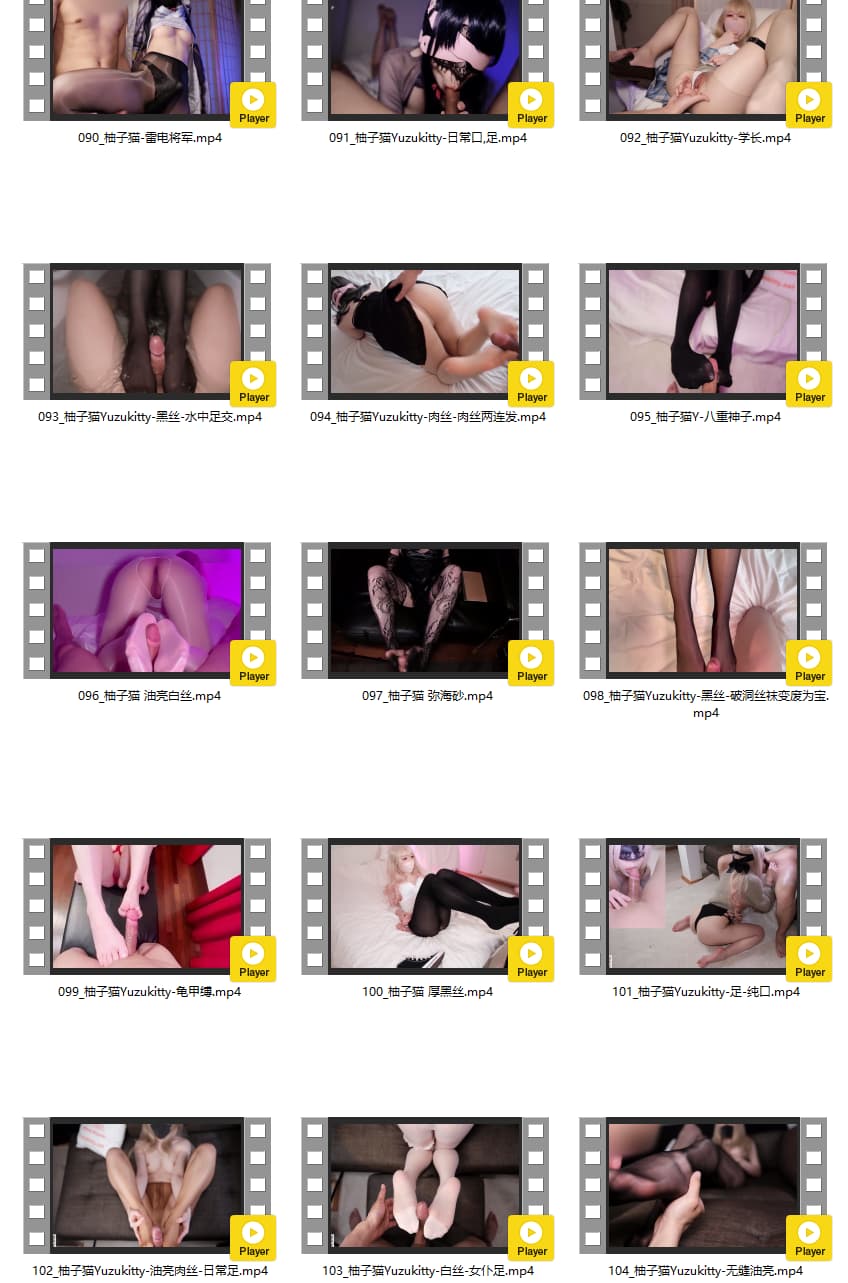 Player
Player
Player
090_柚子猫-雷电将军.mp4
091_柚子猫Yuzukitty-日常口,足.mp4
092_柚子猫Yuzukitty-学长.mp4
Player
Player
Player
093_柚子猫Yuzukitty-黑丝-水中足交.mp4
094_柚子猫Yuzukitty-肉丝-肉丝两连发.mp4
095_柚子猫Y-八重神子.mp4
Player
Player
Player
096_柚子猫 油亮白丝.mp4
097_柚子猫 弥海砂.mp4
098_柚子猫Yuzukitty-黑丝-破洞丝袜变废为宝.
mp4
Player
Player
Player
099_柚子猫Yuzukitty-龟甲缚.mp4
100_柚子猫 厚黑丝.mp4
101_柚子猫Yuzukitty-足-纯口.mp4
Player
Player
Player
102_柚子猫Yuzukitty-油亮肉丝-日常足.mp4
103_柚子猫Yuzukitty-白丝-女仆足.mp4
104_柚子猫Yuzukitty-无缝油亮.mp4